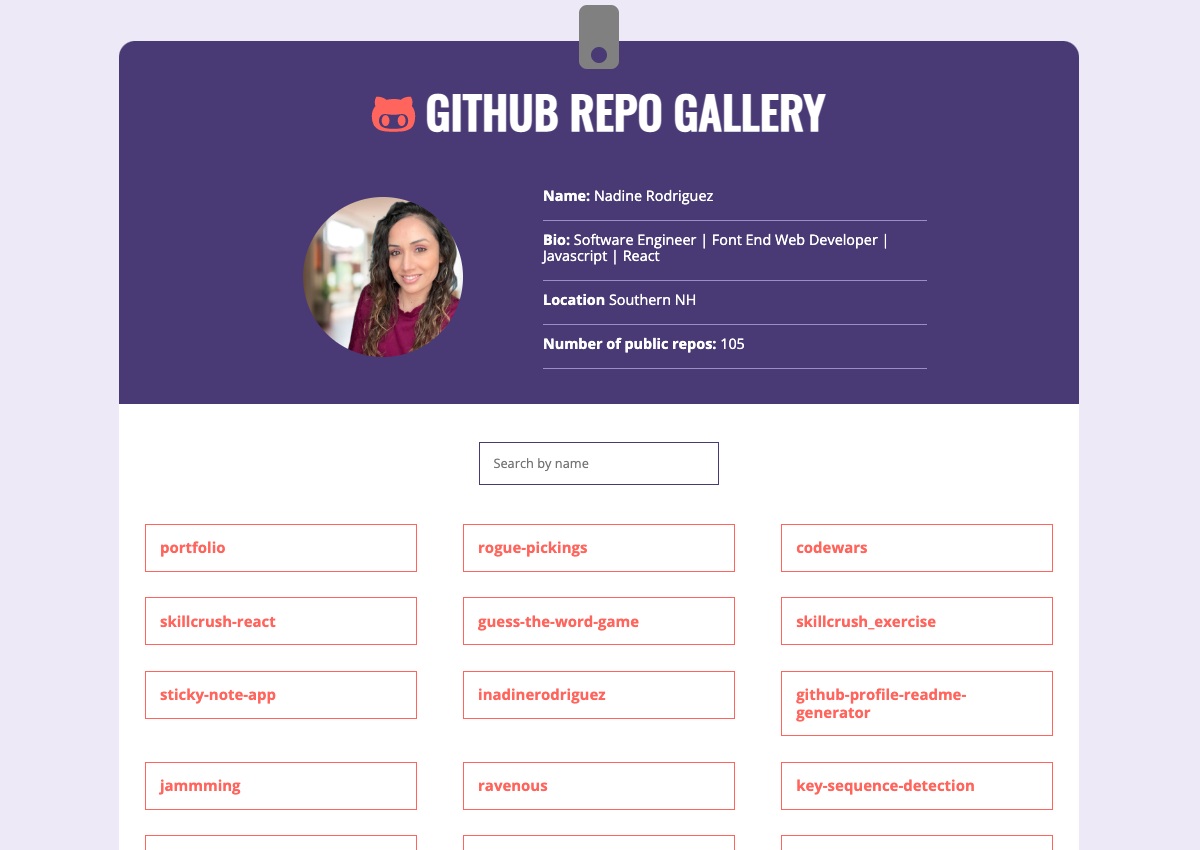 GITHUB REPO GALLERY
Name: Nadine Rodriguez
Bio: Software Engineer | Font End Web Developer |
Javascript | React
Location Southern NH
Number of public repos: 105
Search by name
portfolio
rogue-pickings
codewars
skillcrush-react
guess-the-word-game
skillcrush_exercise
sticky-note-app
inadinerodriguez
github-profile-readme-
generator
jammming
ravenous
key-sequence-detection